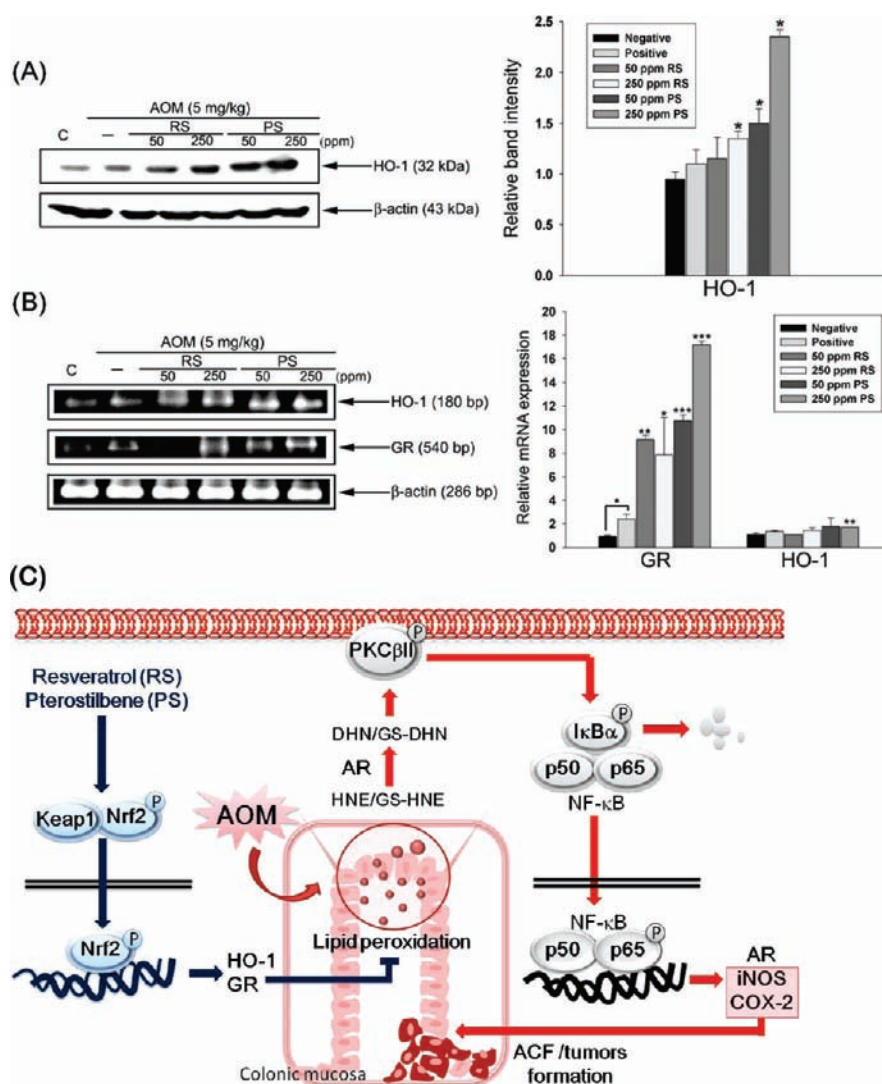 (A)
AOM (5 mg/kg)
C – RS PS
50 250 50 250 (ppm)
HO-1 (32 kDa)
β-actin (43 kDa)
Relative band intensity
2.5
2.0
1.5
1.0
0.5
0.0
Negative
Positive
50 ppm RS
250 ppm RS
50 ppm PS
250 ppm PS
* * *
HO-1
(B)
AOM (5 mg/kg)
C – RS PS
50 250 50 250 (ppm)
HO-1 (180 bp)
GR (540 bp)
β-actin (286 bp)
Relative mRNA expression
20
18
16
14
12
10
8
6
4
2
0
Negative
Positive
50 ppm RS
250 ppm RS
50 ppm PS
250 ppm PS
* ** * *** *** **
GR HO-1
(C)
Resveratrol (RS)
Pterostilbene (PS)
Keap1 Nrf2 P
Nrf2 P
HO-1
GR
AOM
PKCβII P
DHN/GS-DHN
AR
HNE/GS-HNE
Lipid peroxidation
Colonic mucosa
IκBα P
p50 p65
NF-κB
NF-κB
p50 p65 P
AR
iNOS
COX-2
ACF /tumors
formation